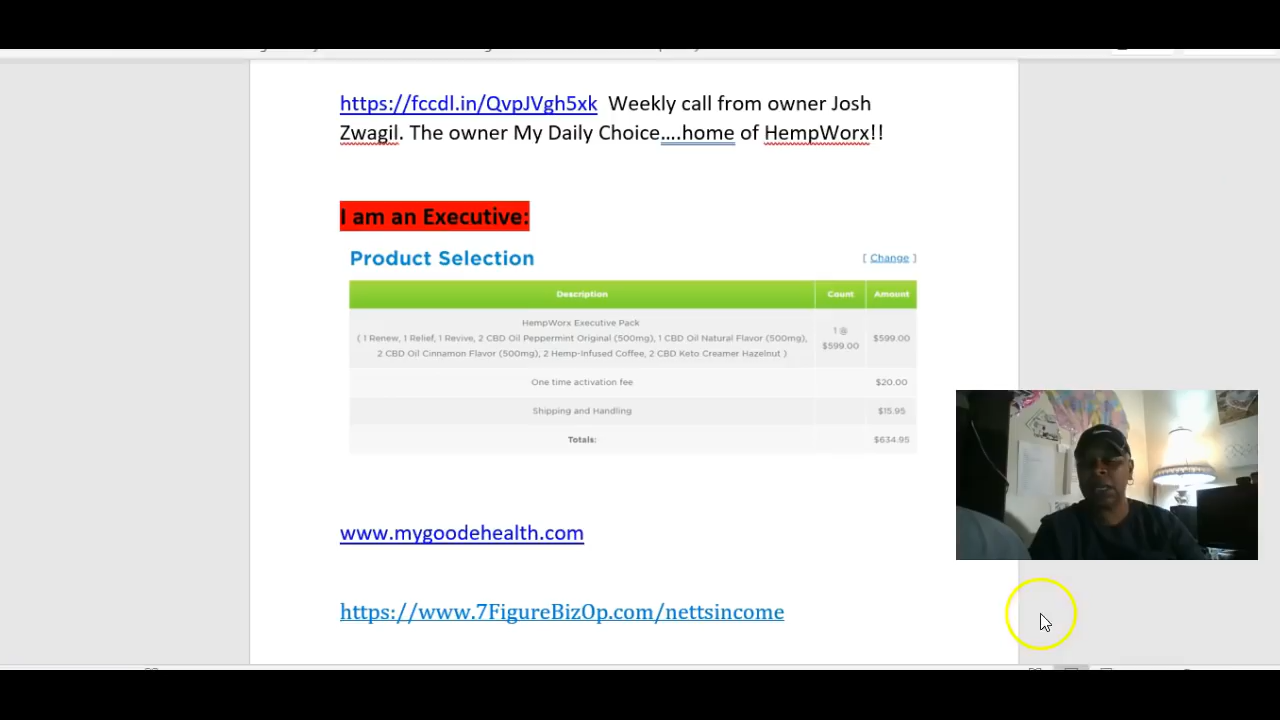 https://fccdl.in/QvpJVgh5xk Weekly call from owner Josh
Zwagil. The owner My Daily Choice....home of HempWorx!!
I am an Executive:
Product Selection [ Change ]
Description Count Amount
HempWorx Executive Pack
( 1 Renew, 1 Relief, 1 Revive, 2 CBD Oil Peppermint Original (500mg), 1 CBD Oil Natural Flavor (500mg),
2 CBD Oil Cinnamon Flavor (500mg), 2 Hemp-Infused Coffee, 2 CBD Keto Creamer Hazelnut )
1 @
$599.00
$599.00
One time activation fee $20.00
Shipping and Handling $15.95
Totals: $634.95
www.mygoodehealth.com
https://www.7FigureBizOp.com/nettsincome